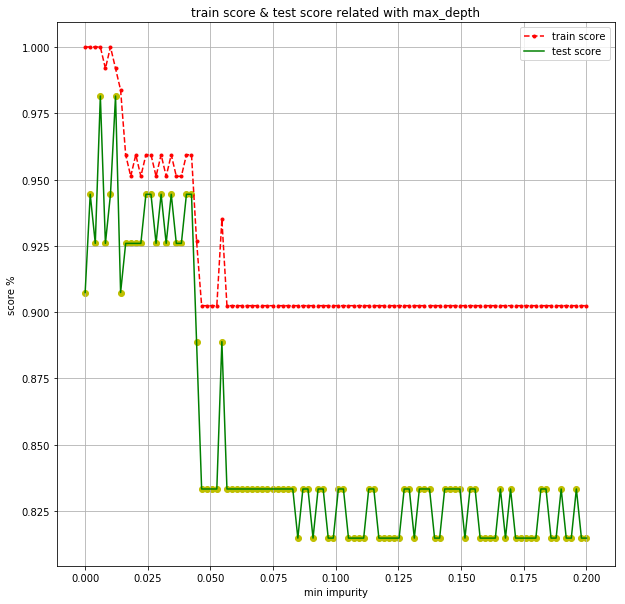 train score & test score related with max_depth
train score
test score
score %
1.000
0.975
0.950
0.925
0.900
0.875
0.850
0.825
0.000 0.025 0.050 0.075 0.100 0.125 0.150 0.175 0.200
min impurity